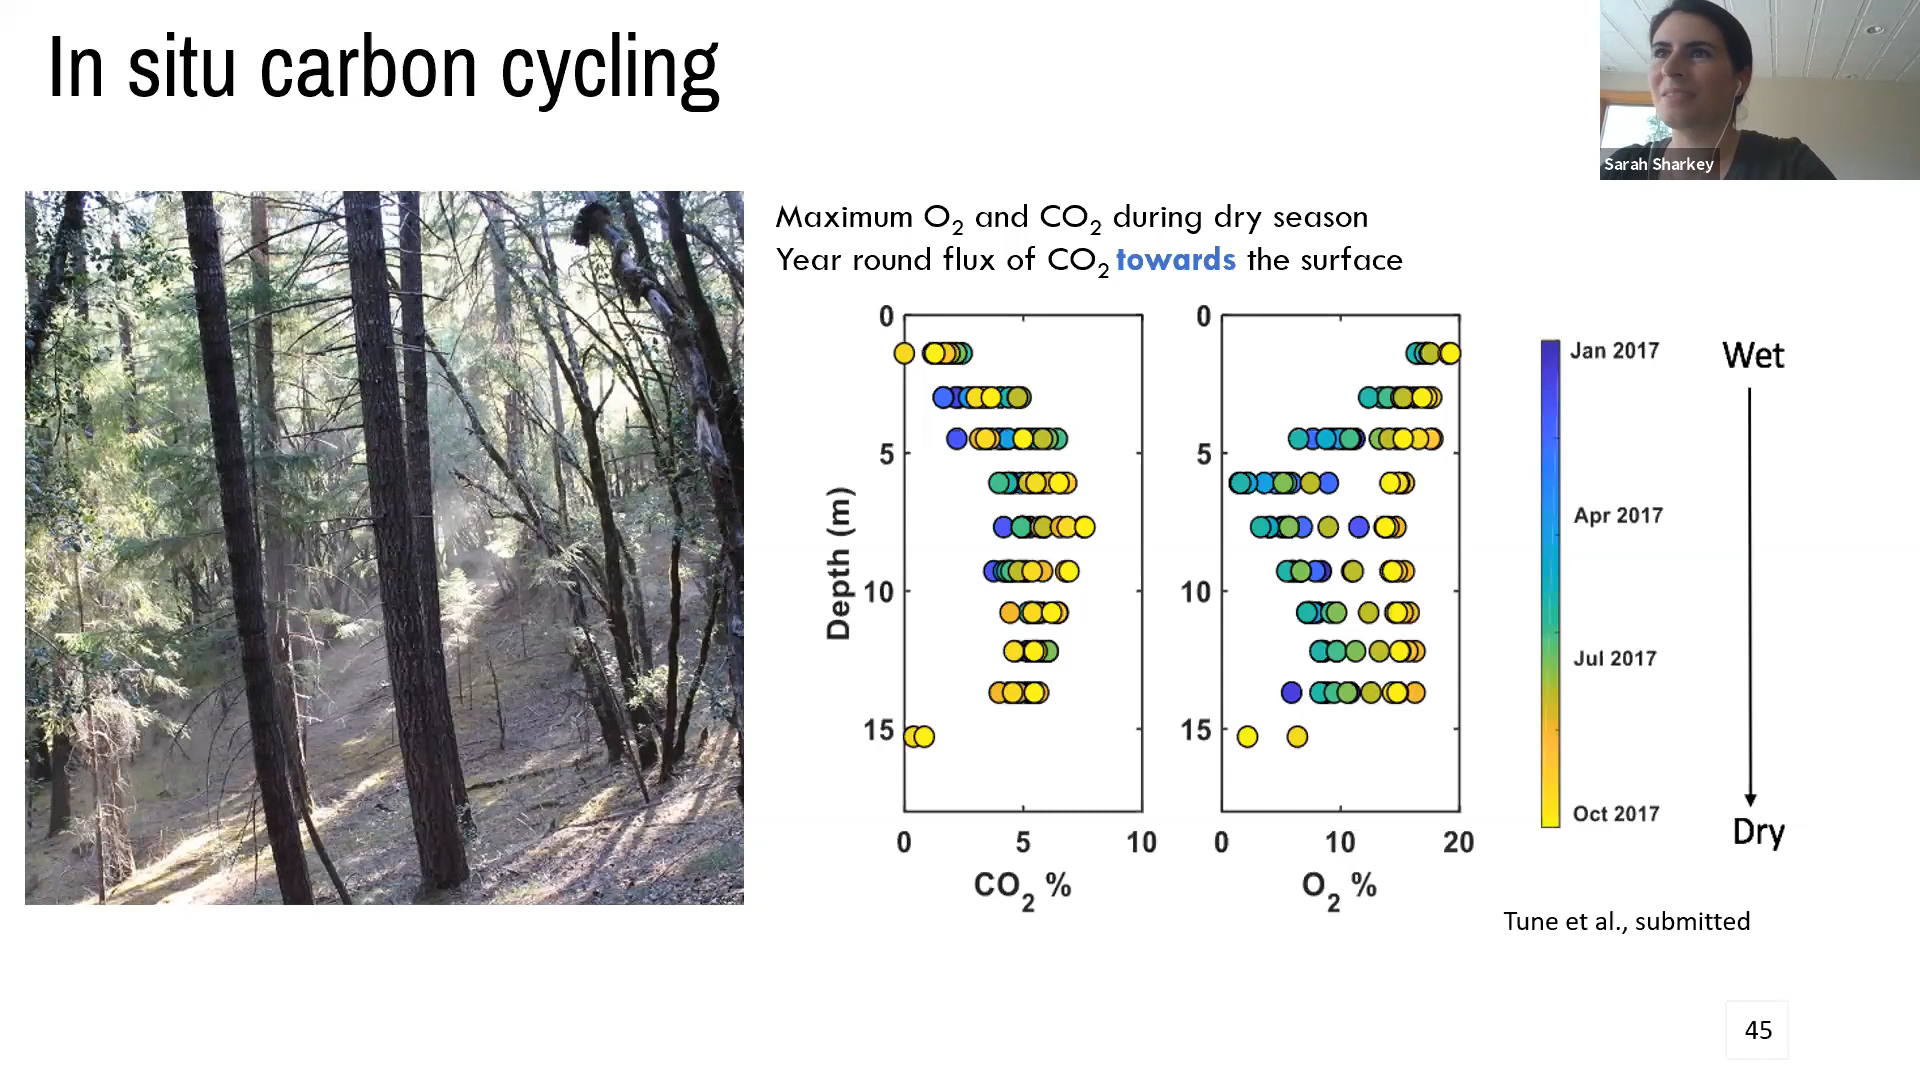 In situ carbon cycling
Sarah Sharkey
Maximum O₂ and CO₂ during dry season
Year round flux of CO₂ towards the surface
0
5
10
15
Depth (m)
0 5 10
CO₂ %
0
5
10
15
0 10 20
O₂ %
Jan 2017
Apr 2017
Jul 2017
Oct 2017
Wet
Dry
Tune et al., submitted
45